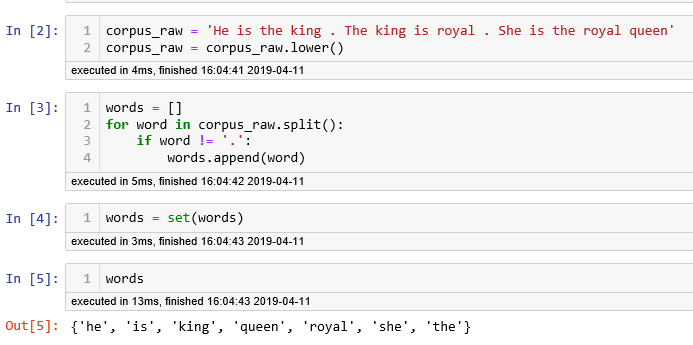 In [2]:
1 corpus_raw = 'He is the king . The king is royal . She is the royal queen'
2 corpus_raw = corpus_raw.lower()
executed in 4ms, finished 16:04:41 2019-04-11
In [3]:
1 words = []
2 for word in corpus_raw.split():
3     if word != '.':
4         words.append(word)
executed in 5ms, finished 16:04:42 2019-04-11
In [4]:
1 words = set(words)
executed in 3ms, finished 16:04:43 2019-04-11
In [5]:
1 words
executed in 13ms, finished 16:04:43 2019-04-11
Out[5]: {'he', 'is', 'king', 'queen', 'royal', 'she', 'the'}